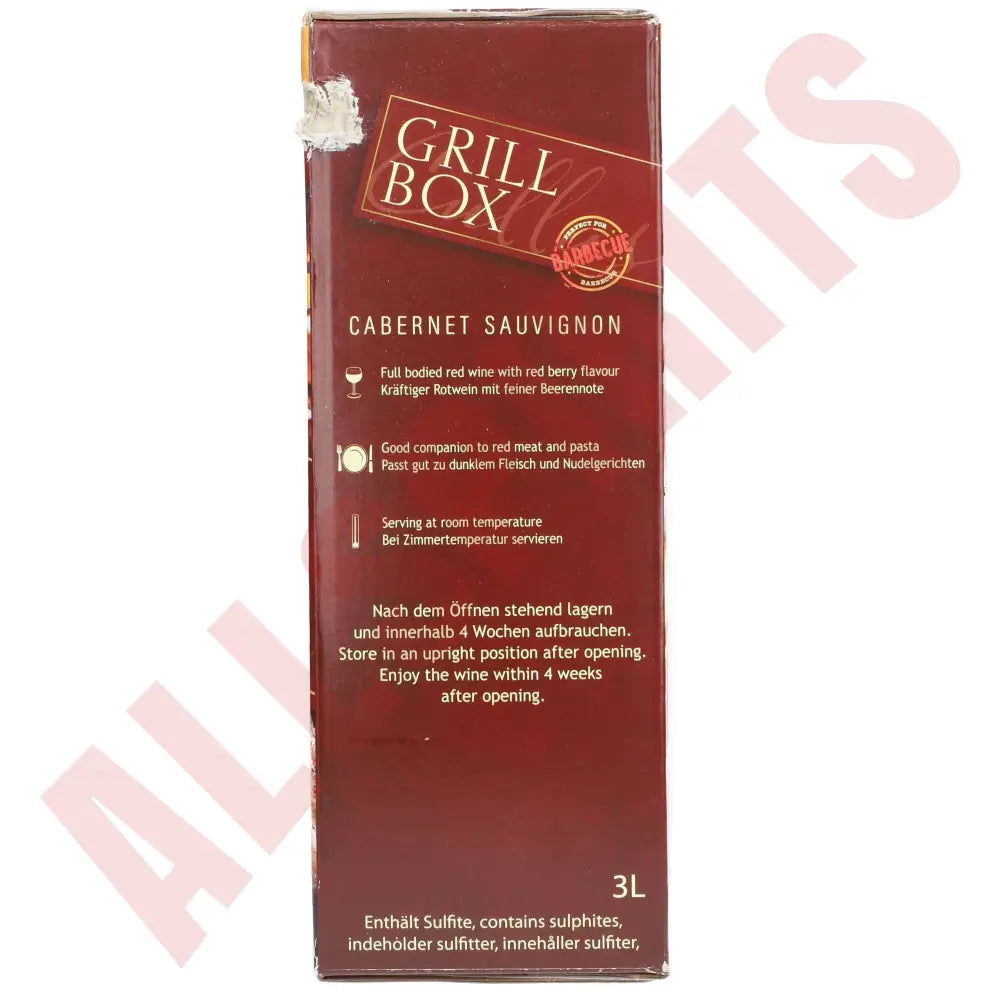 GRILL
BOX
PERFECT FOR
BARBECUE
BARBECUE
CABERNET SAUVIGNON
Full bodied red wine with red berry flavour
Kräftiger Rotwein mit feiner Beerennote
Good companion to red meat and pasta
Passt gut zu dunklem Fleisch und Nudelgerichten
Serving at room temperature
Bei Zimmertemperatur servieren
Nach dem Öffnen stehend lagern
und innerhalb 4 Wochen aufbrauchen.
Store in an upright position after opening.
Enjoy the wine within 4 weeks
after opening.
3L
Enthält Sulfite, contains sulphites,
indeholder sulfitter, innehåller sulfiter,